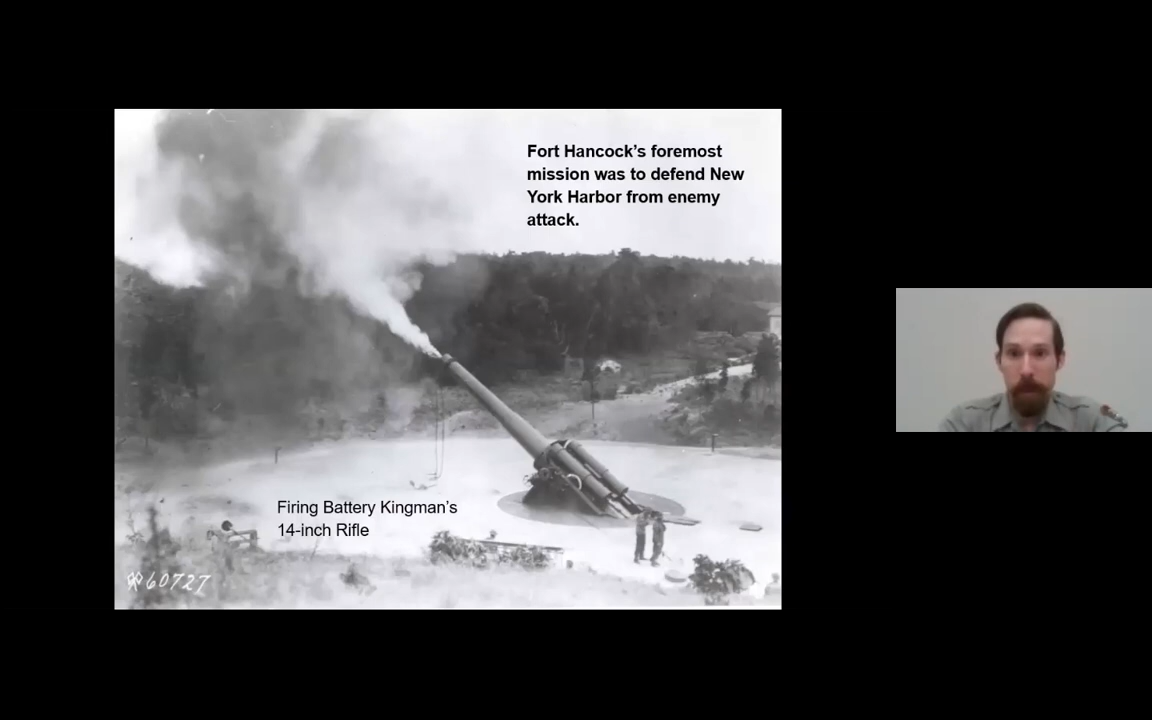 Fort Hancock’s foremost
mission was to defend New
York Harbor from enemy
attack.
Firing Battery Kingman’s
14-inch Rifle
60727